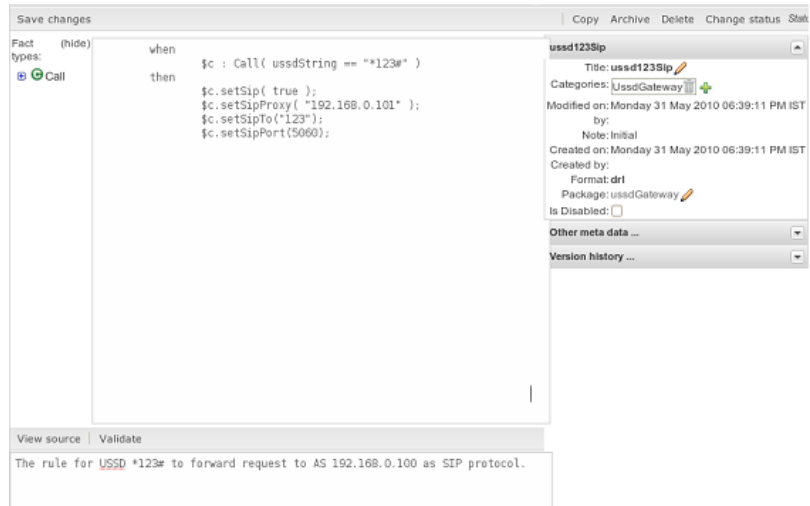 Save changes
Copy Archive Delete Change status
Fact (hide)
types:
Call
when
$c : Call( ussdString == "*123#" )
then
$c.setSip( true );
$c.setSipProxy( "192.168.0.101" );
$c.setSipTo("123");
$c.setSipPort(5060);
ussd123Sip
Title: ussd123Sip
Categories: UssdGateway
Modified on: Monday 31 May 2010 06:39:11 PM IST
by:
Note: Initial
Created on: Monday 31 May 2010 06:39:11 PM IST
Created by:
Format: drl
Package: ussdGateway
Is Disabled:
Other meta data ...
Version history ...
View source Validate
The rule for USSD *123# to forward request to AS 192.168.0.100 as SIP protocol.